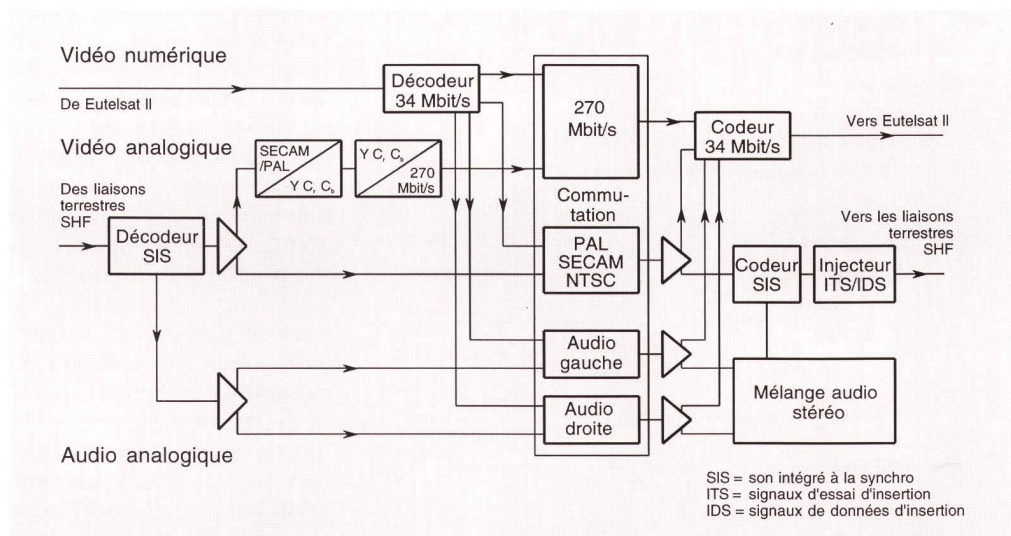 Vidéo numérique
De Eutelsat II
Décodeur
34 Mbit/s
270
Mbit/s
Codeur
34 Mbit/s
Vers Eutelsat II
Vidéo analogique
SECAM
/PAL
Y Cr Cb
Y Cr Cb
270
Mbit/s
Des liaisons
terrestres
SHF
Décodeur
SIS
Commu-
tation
PAL
SECAM
NTSC
Vers les liaisons
terrestres
SHF
Codeur
SIS
Injecteur
ITS/IDS
Audio
gauche
Audio
droite
Mélange audio
stéréo
Audio analogique
SIS = son intégré à la synchro
ITS = signaux d'essai d'insertion
IDS = signaux de données d'insertion